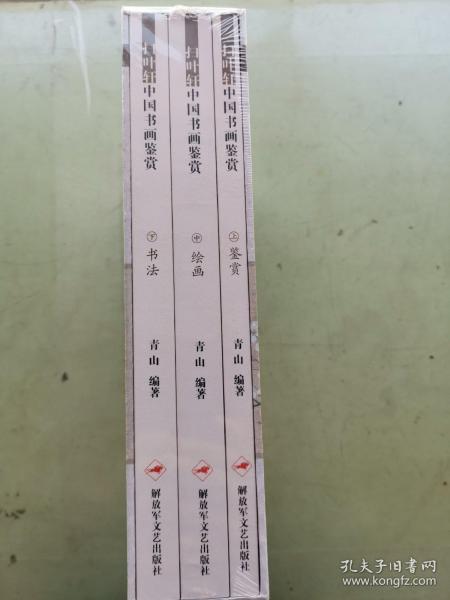 扫叶轩中国书画鉴赏
下 书法
青山 编著
解放军文艺出版社
扫叶轩中国书画鉴赏
中 绘画
青山 编著
解放军文艺出版社
扫叶轩中国书画鉴赏
上 鉴赏
青山 编著
解放军文艺出版社
孔夫子旧书网
www.kongfz.com